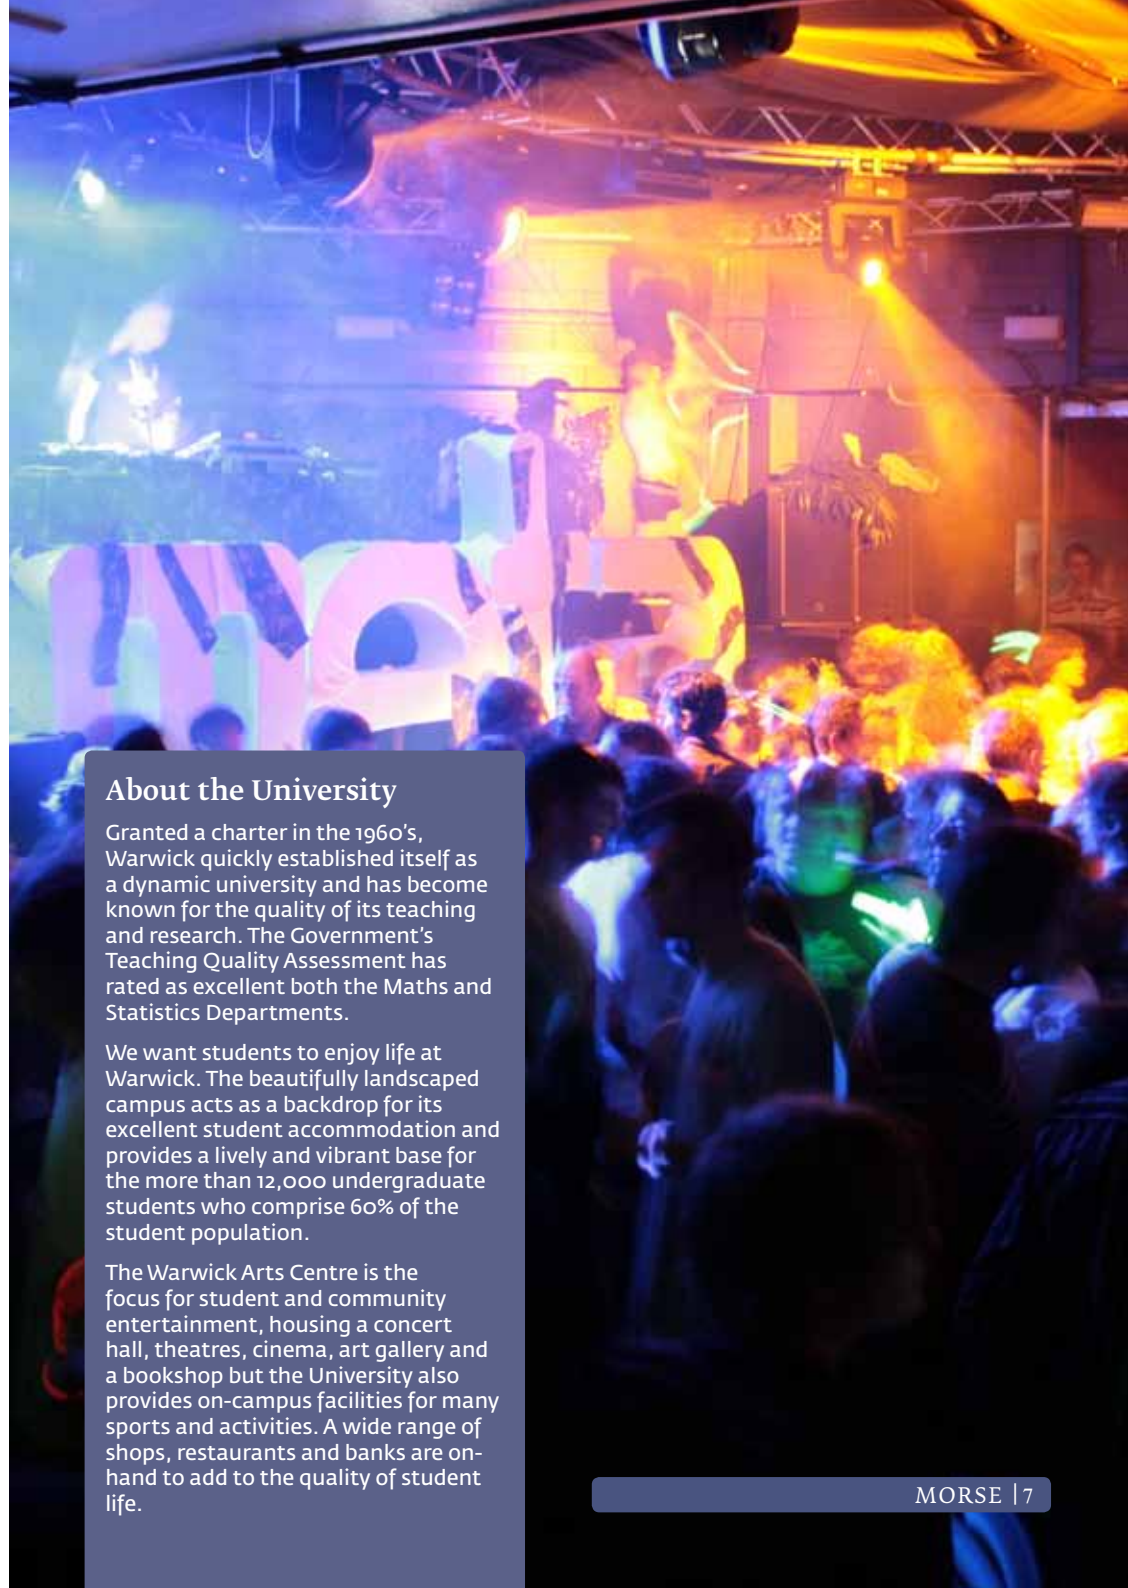 About the University
Granted a charter in the 1960's,
Warwick quickly established itself as
a dynamic university and has become
known for the quality of its teaching
and research. The Government's
Teaching Quality Assessment has
rated as excellent both the Maths and
Statistics Departments.
We want students to enjoy life at
Warwick. The beautifully landscaped
campus acts as a backdrop for its
excellent student accommodation and
provides a lively and vibrant base for
the more than 12,000 undergraduate
students who comprise 60% of the
student population.
The Warwick Arts Centre is the
focus for student and community
entertainment, housing a concert
hall, theatres, cinema, art gallery and
a bookshop but the University also
provides on-campus facilities for many
sports and activities. A wide range of
shops, restaurants and banks are on-
hand to add to the quality of student
life.
MORSE | 7